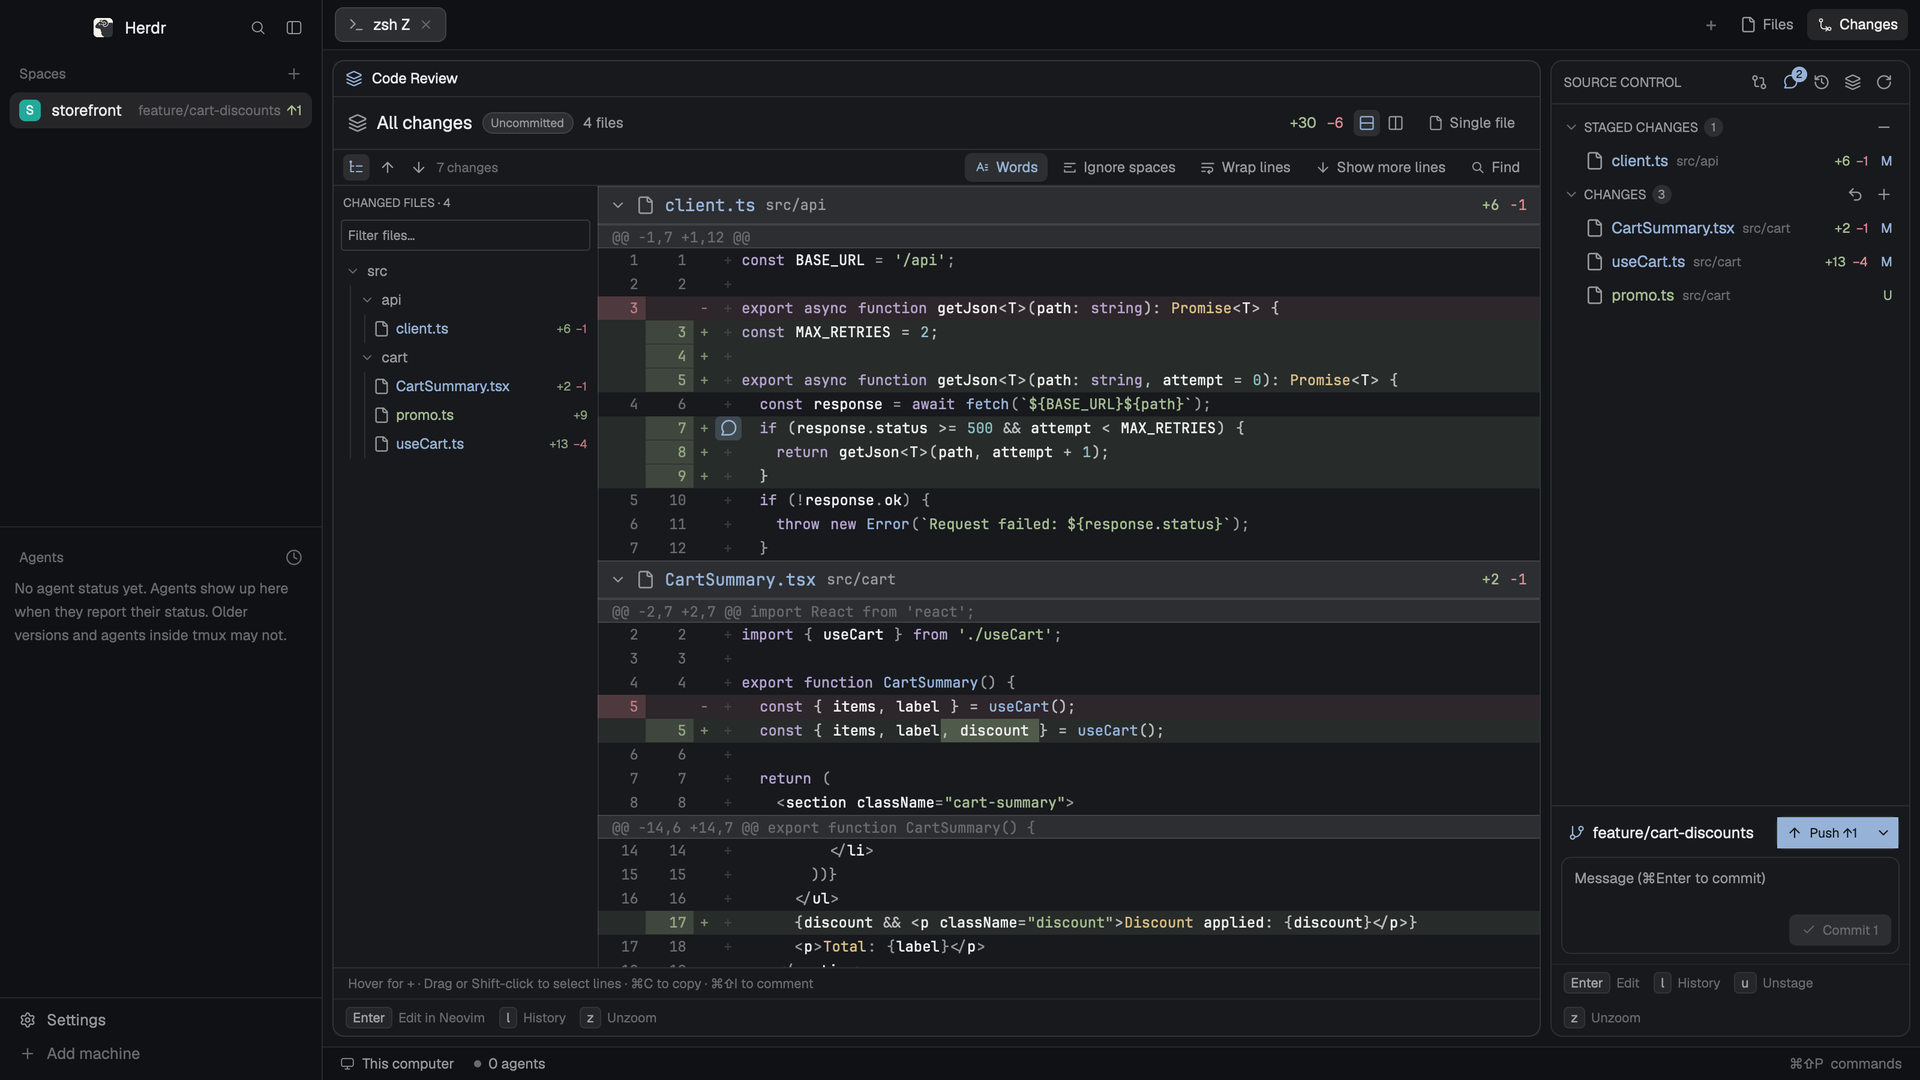 Herdr
Spaces
S storefront feature/cart-discounts ↑1
Agents
No agent status yet. Agents show up here
when they report their status. Older
versions and agents inside tmux may not.
Settings
Add machine
zsh Z
Files
Changes
Code Review
All changes Uncommitted 4 files
+30 −6 Single file
7 changes
Words Ignore spaces Wrap lines Show more lines Find
CHANGED FILES · 4
Filter files…
src
api
client.ts +6 −1
cart
CartSummary.tsx +2 −1
promo.ts +9
useCart.ts +13 −4
client.ts src/api +6 -1
@@ -1,7 +1,12 @@
1 1 + const BASE_URL = '/api';
2 2 +
3 - + export async function getJson<T>(path: string): Promise<T> {
3 + + const MAX_RETRIES = 2;
4 + +
5 + + export async function getJson<T>(path: string, attempt = 0): Promise<T> {
4 6 + const response = await fetch(`${BASE_URL}${path}`);
7 + if (response.status >= 500 && attempt < MAX_RETRIES) {
8 + + return getJson<T>(path, attempt + 1);
9 + + }
5 10 + if (!response.ok) {
6 11 + throw new Error(`Request failed: ${response.status}`);
7 12 + }
CartSummary.tsx src/cart +2 -1
@@ -2,7 +2,7 @@ import React from 'react';
2 2 + import { useCart } from './useCart';
3 3 +
4 4 + export function CartSummary() {
5 - + const { items, label } = useCart();
5 + + const { items, label, discount } = useCart();
6 6 +
7 7 + return (
8 8 + <section className="cart-summary">
@@ -14,6 +14,7 @@ export function CartSummary() {
14 14 + </li>
15 15 + ))}
16 16 + </ul>
17 + + {discount && <p className="discount">Discount applied: {discount}</p>}
17 18 + <p>Total: {label}</p>
Hover for + · Drag or Shift-click to select lines · ⌘C to copy · ⌘⇧I to comment
Enter Edit in Neovim l History z Unzoom
SOURCE CONTROL 2
STAGED CHANGES 1
client.ts src/api +6 −1 M
CHANGES 3
CartSummary.tsx src/cart +2 −1 M
useCart.ts src/cart +13 −4 M
promo.ts src/cart U
feature/cart-discounts Push ↑1
Message (⌘Enter to commit)
Commit 1
Enter Edit l History u Unstage
z Unzoom
This computer 0 agents
⌘⇧P commands